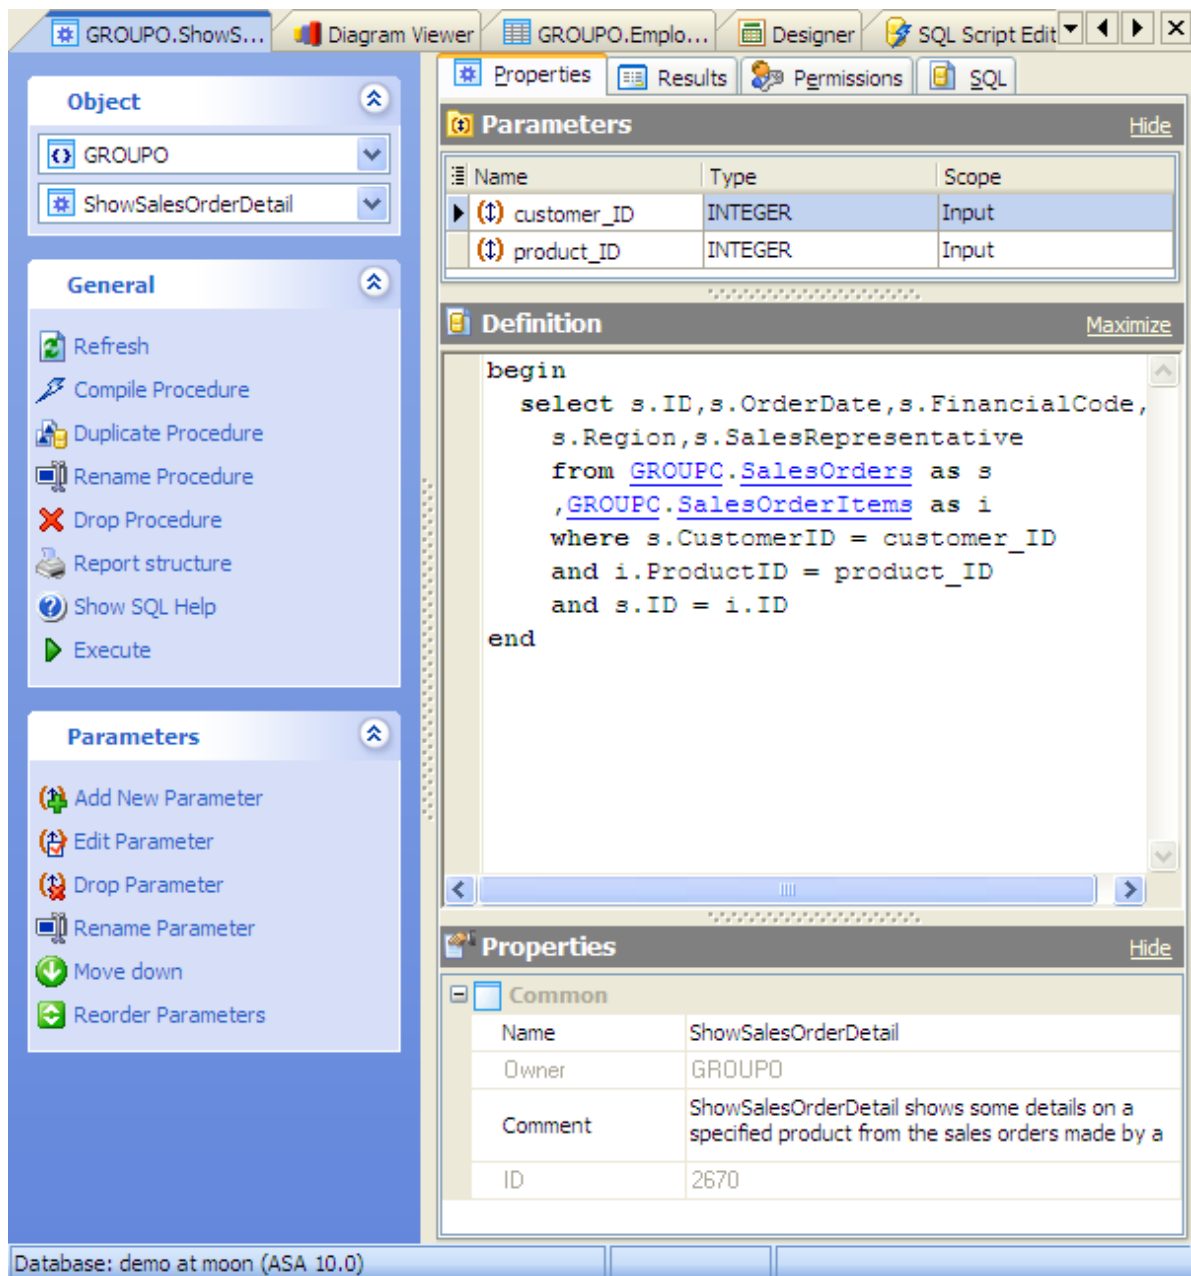 GROUPO.ShowS... Diagram Viewer GROUPO.Emplo... Designer SQL Script Edit
Object
GROUPO
ShowSalesOrderDetail
General
Refresh
Compile Procedure
Duplicate Procedure
Rename Procedure
Drop Procedure
Report structure
Show SQL Help
Execute
Parameters
Add New Parameter
Edit Parameter
Drop Parameter
Rename Parameter
Move down
Reorder Parameters
Properties Results Permissions SQL
Parameters Hide
Name Type Scope
customer_ID INTEGER Input
product_ID INTEGER Input
Definition Maximize
begin
select s.ID,s.OrderDate,s.FinancialCode,
s.Region,s.SalesRepresentative
from GROUPO.SalesOrders as s
,GROUPO.SalesOrderItems as i
where s.CustomerID = customer_ID
and i.ProductID = product_ID
and s.ID = i.ID
end
Properties Hide
Common
Name ShowSalesOrderDetail
Owner GROUPO
Comment ShowSalesOrderDetail shows some details on a
specified product from the sales orders made by a
ID 2670
Database: demo at moon (ASA 10.0)